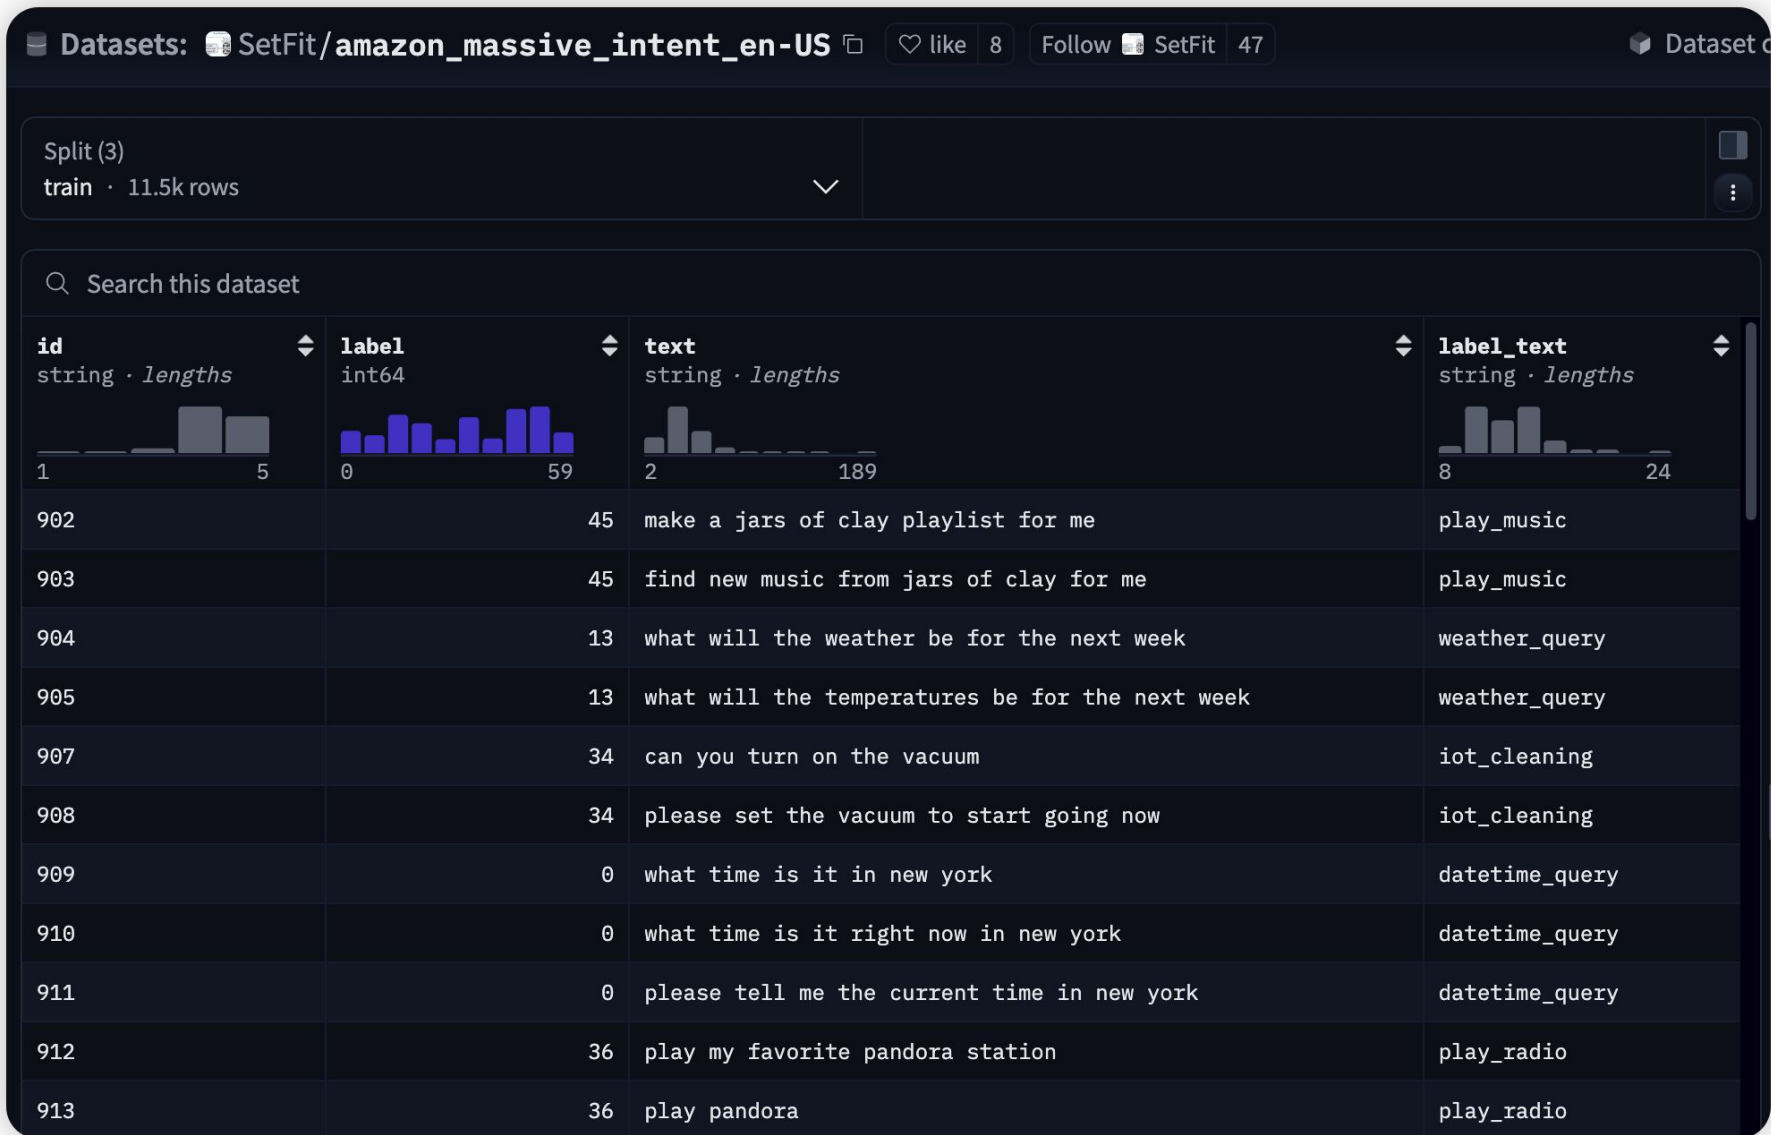 Datasets: SetFit/amazon_massive_intent_en-US like 8 Follow SetFit 47 Dataset
Split (3)
train · 11.5k rows
Search this dataset
id label text label_text
string · lengths int64 string · lengths string · lengths
1 5 0 59 2 189 8 24
902 45 make a jars of clay playlist for me play_music
903 45 find new music from jars of clay for me play_music
904 13 what will the weather be for the next week weather_query
905 13 what will the temperatures be for the next week weather_query
907 34 can you turn on the vacuum iot_cleaning
908 34 please set the vacuum to start going now iot_cleaning
909 0 what time is it in new york datetime_query
910 0 what time is it right now in new york datetime_query
911 0 please tell me the current time in new york datetime_query
912 36 play my favorite pandora station play_radio
913 36 play pandora play_radio